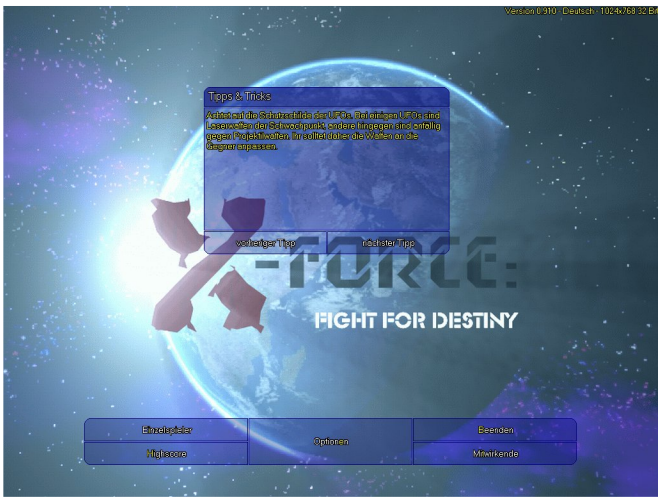 Version 0.910 - Deutsch - 1024x768:32 Bit
Tipps & Tricks
Achtet auf die Schutzschilde der UFOs. Bei einigen UFOs sind
Laserwaffen der Schwachpunkt, andere hingegen sind anfällig
gegen Projektilwaffen. Ihr solltet daher die Waffen an die
Gegner anpassen.
vorheriger Tipp
nächster Tipp
X-FORCE:
FIGHT FOR DESTINY
Einzelspieler
Optionen
Beenden
Highscore
Mitwirkende